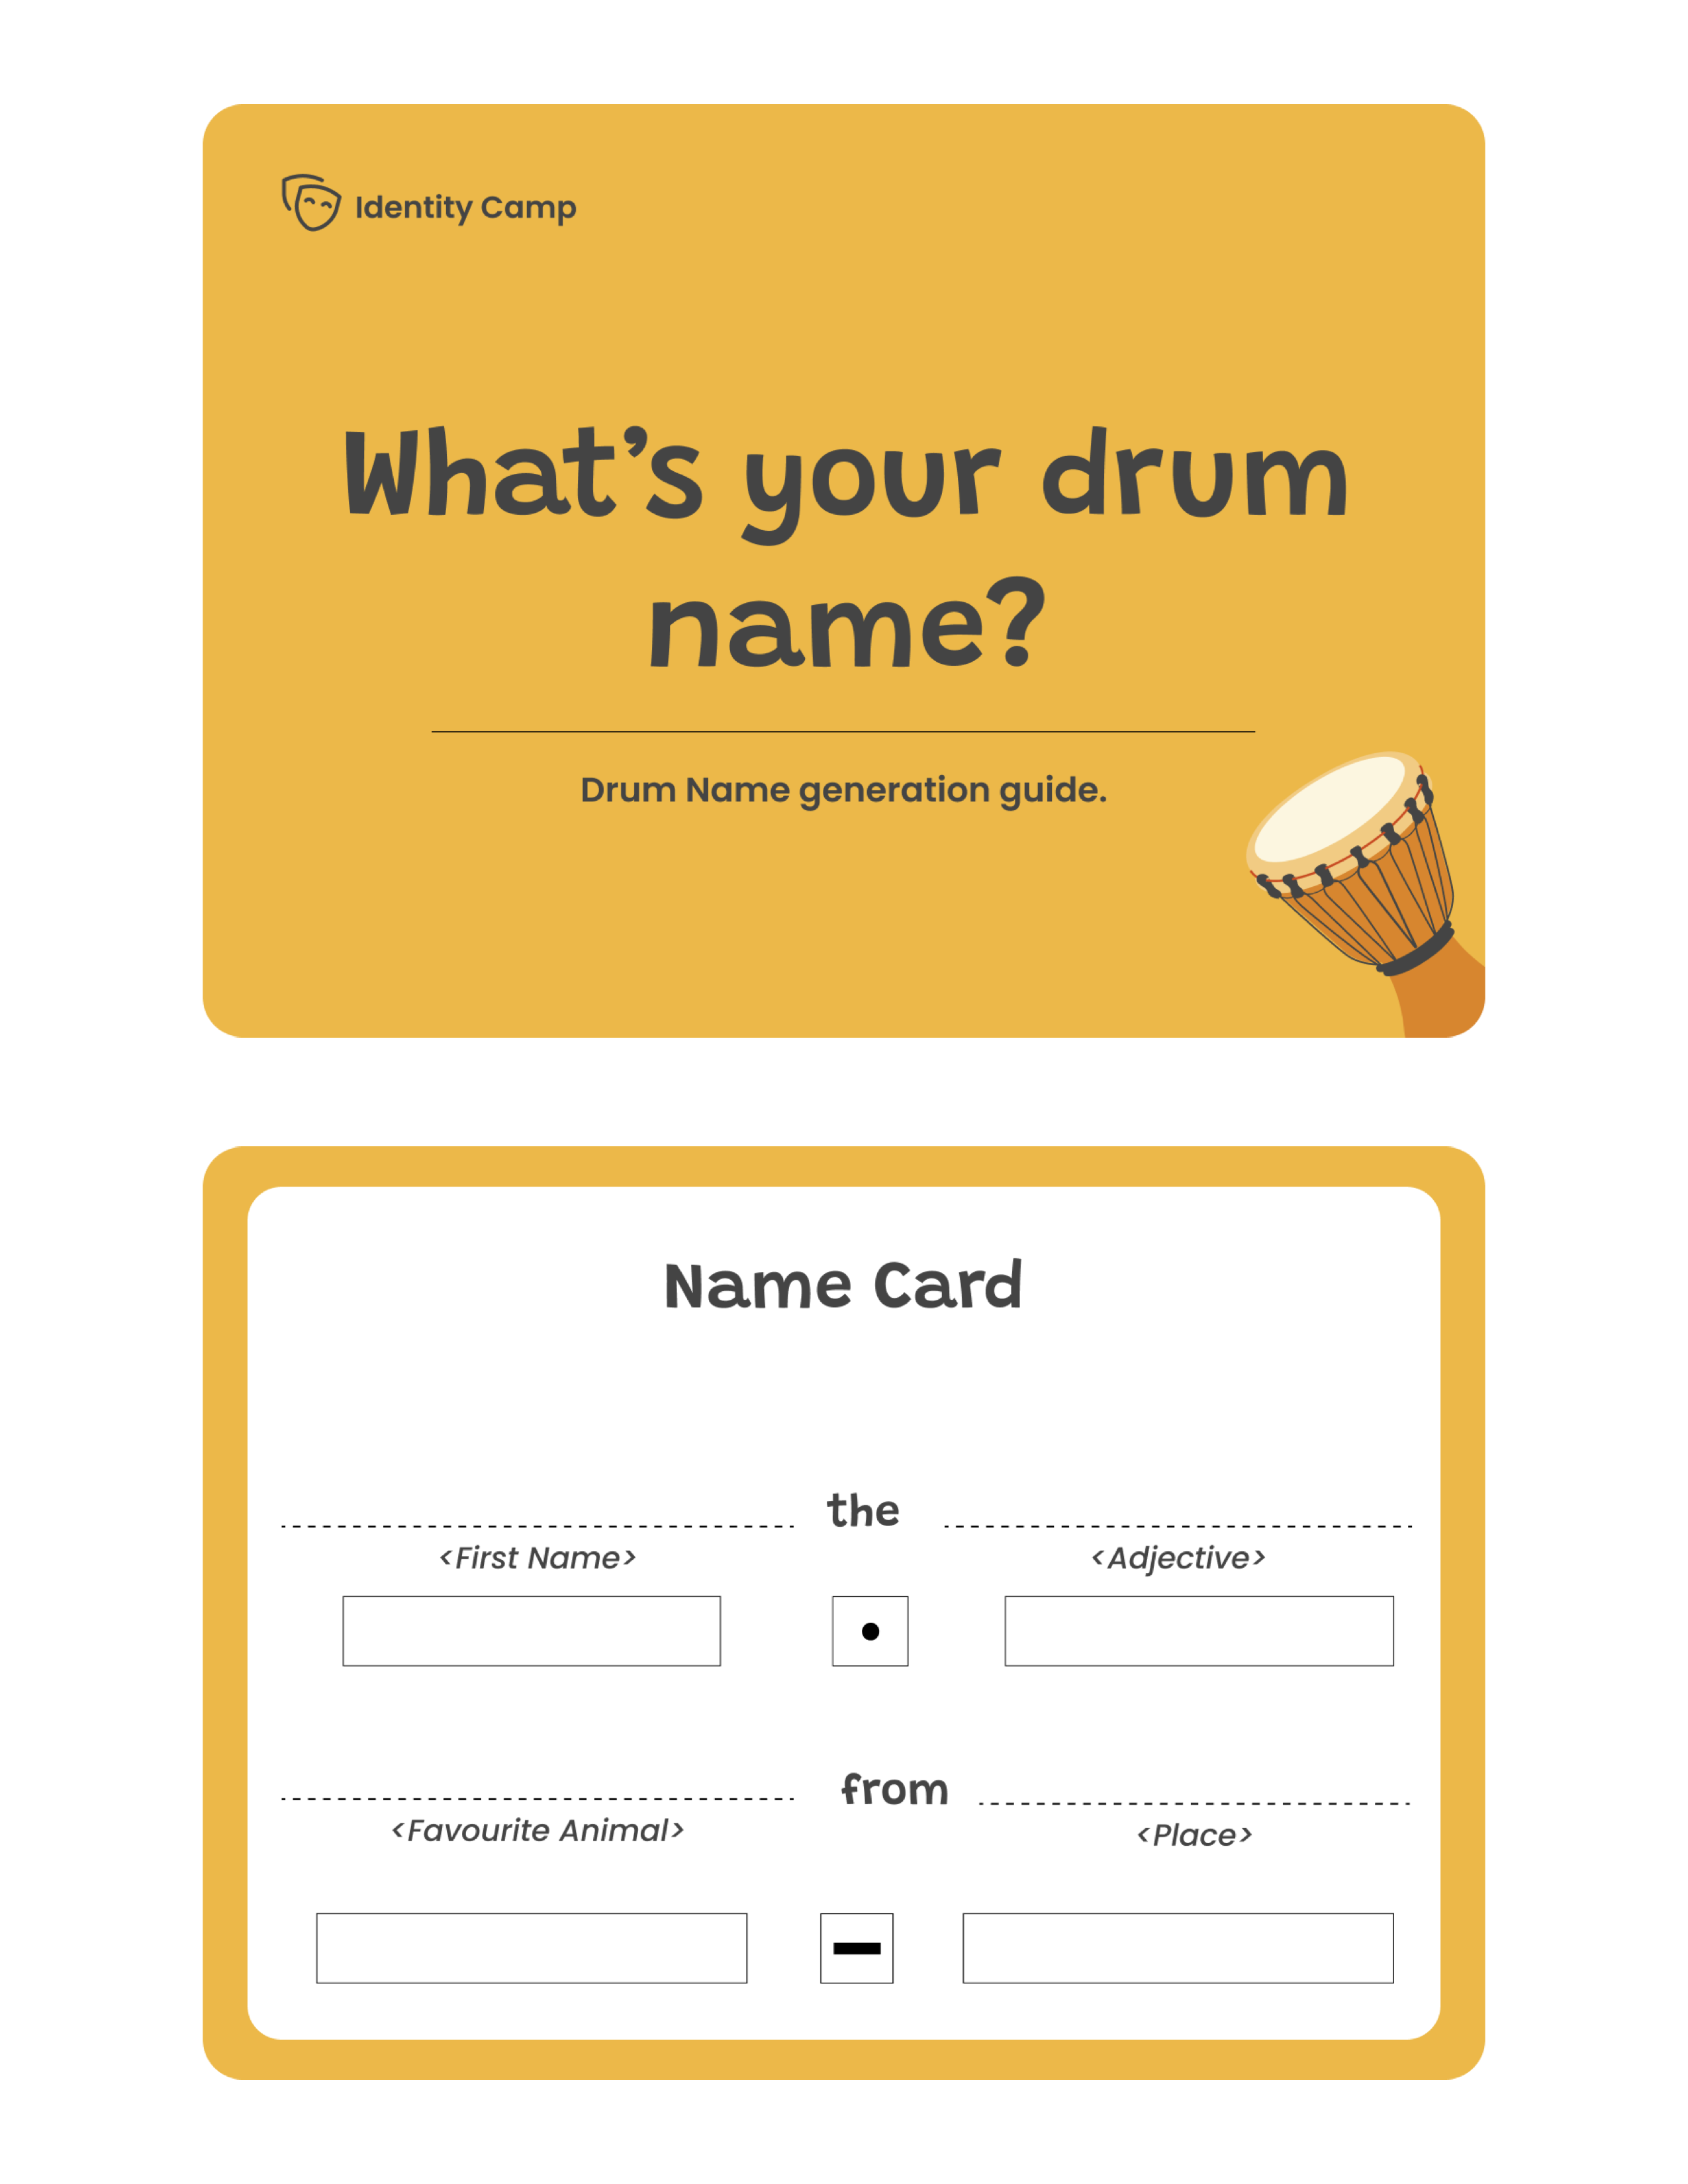 Identity Camp
What's your drum
name?
Drum Name generation guide.
Name Card
the
<First Name>
<Adjective>
from
<Favourite Animal>
<Place>